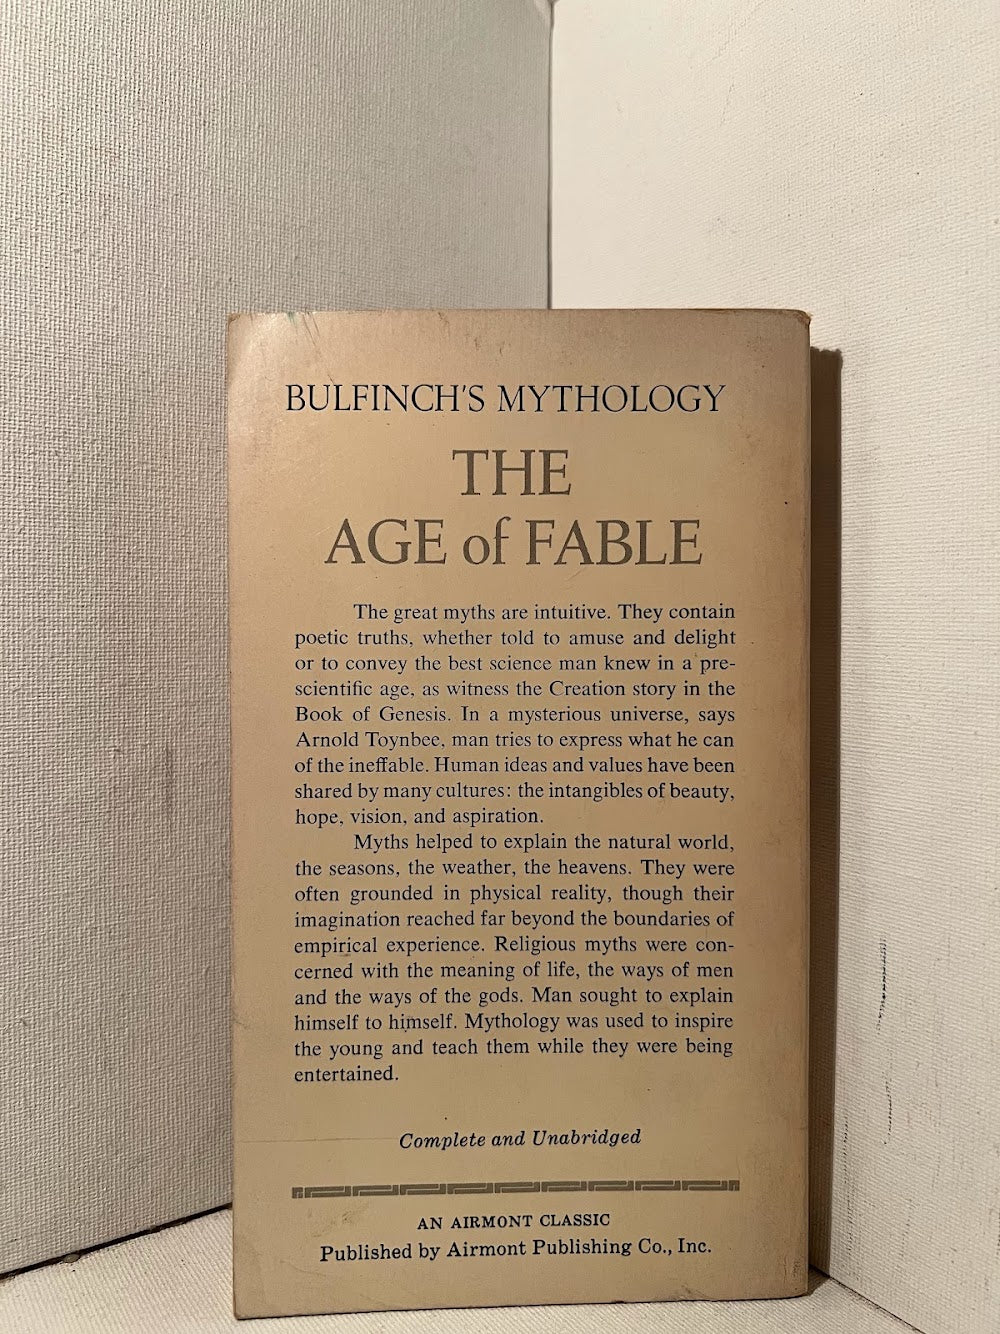 BULFINCH'S MYTHOLOGY
THE
AGE of FABLE
The great myths are intuitive. They contain
poetic truths, whether told to amuse and delight
or to convey the best science man knew in a pre-
scientific age, as witness the Creation story in the
Book of Genesis. In a mysterious universe, says
Arnold Toynbee, man tries to express what he can
of the ineffable. Human ideas and values have been
shared by many cultures: the intangibles of beauty,
hope, vision, and aspiration.
Myths helped to explain the natural world,
the seasons, the weather, the heavens. They were
often grounded in physical reality, though their
imagination reached far beyond the boundaries of
empirical experience. Religious myths were con-
cerned with the meaning of life, the ways of men
and the ways of the gods. Man sought to explain
himself to himself. Mythology was used to inspire
the young and teach them while they were being
entertained.
Complete and Unabridged
AN AIRMONT CLASSIC
Published by Airmont Publishing Co., Inc.